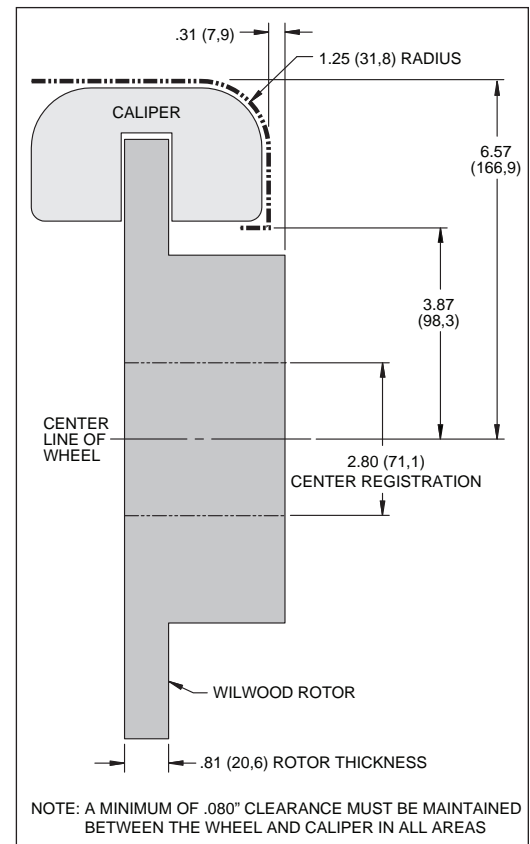 .31 (7,9)
1.25 (31,8) RADIUS
CALIPER
6.57
(166,9)
3.87
(98,3)
CENTER
LINE OF
WHEEL
2.80 (71,1)
CENTER REGISTRATION
WILWOOD ROTOR
.81 (20,6) ROTOR THICKNESS
NOTE: A MINIMUM OF .080" CLEARANCE MUST BE MAINTAINED
BETWEEN THE WHEEL AND CALIPER IN ALL AREAS